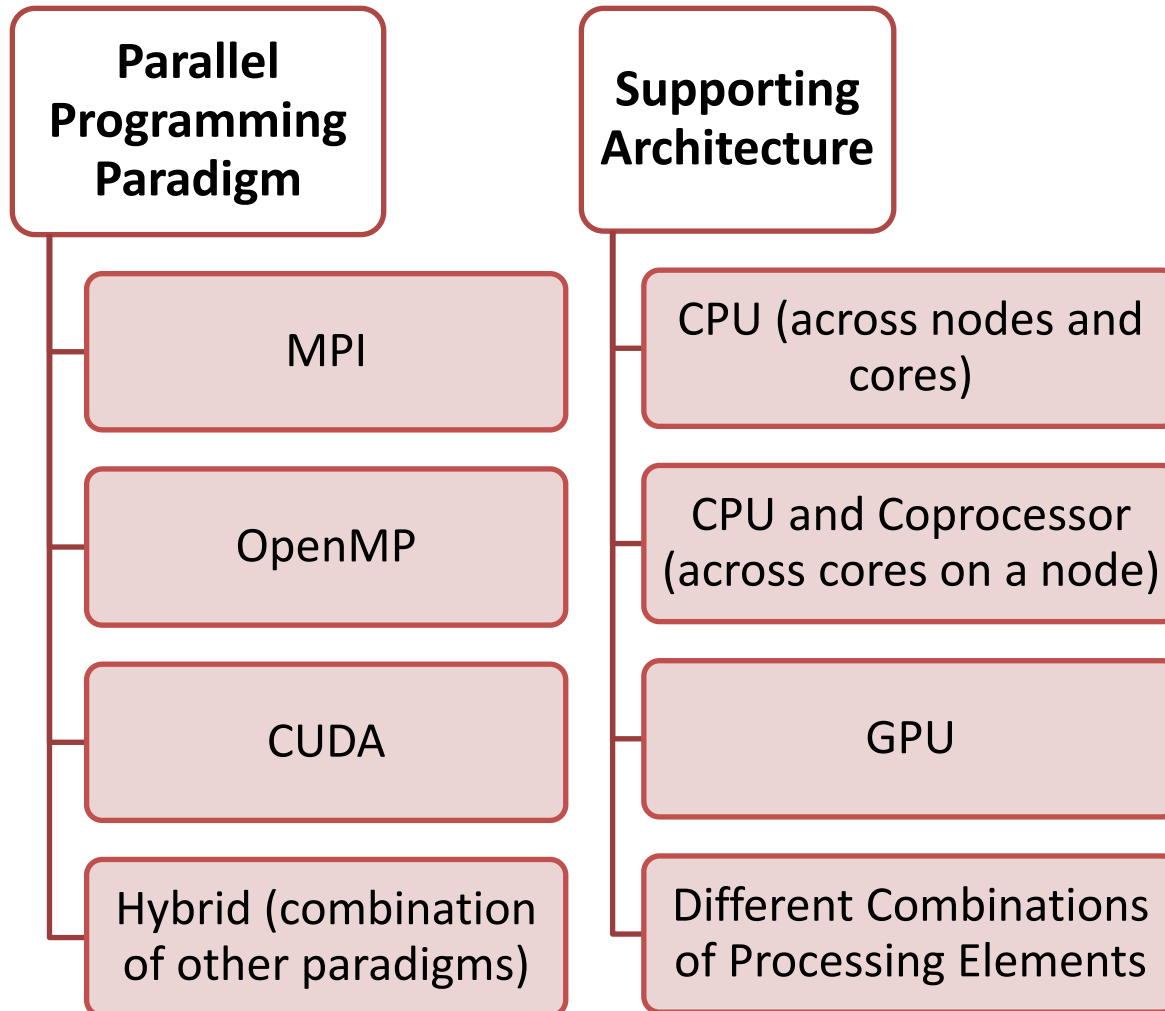 Parallel
Programming
Paradigm
MPI
OpenMP
CUDA
Hybrid (combination
of other paradigms)
Supporting
Architecture
CPU (across nodes and
cores)
CPU and Coprocessor
(across cores on a node)
GPU
Different Combinations
of Processing Elements